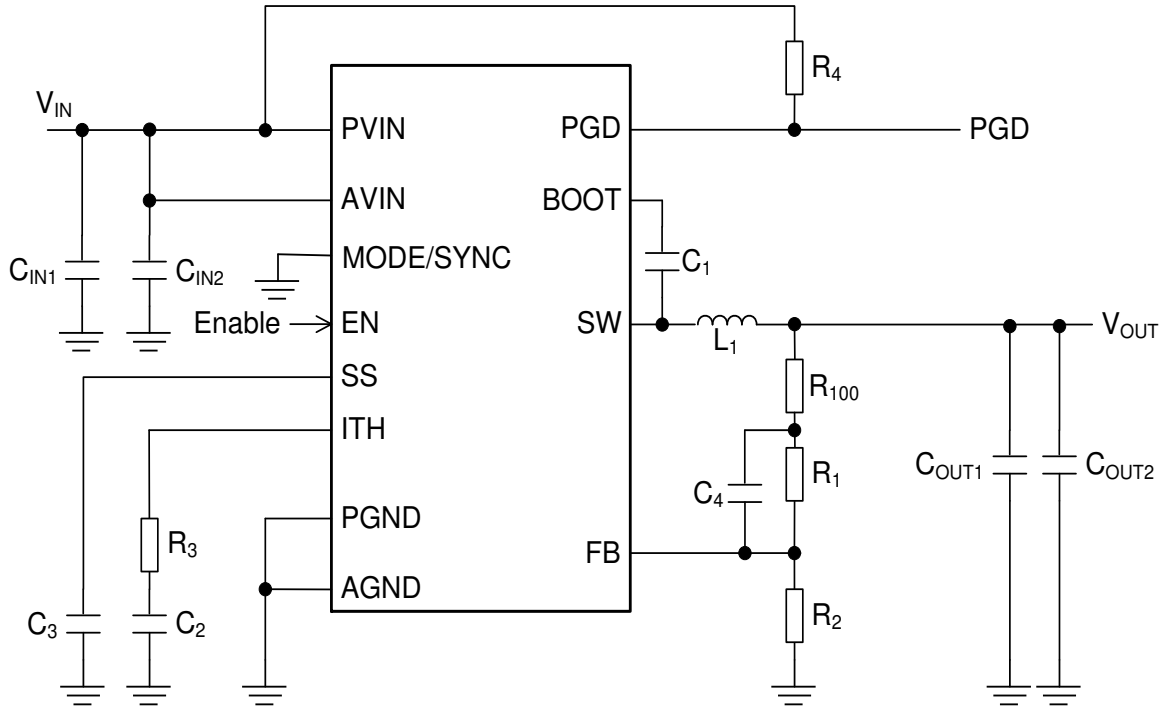 R4
VIN
PVIN
PGD
PGD
AVIN
BOOT
CIN1
CIN2
MODE/SYNC
C1
Enable
EN
SW
L1
VOUT
SS
R100
ITH
R1
C4
COUT1
COUT2
R3
PGND
FB
AGND
C3
C2
R2